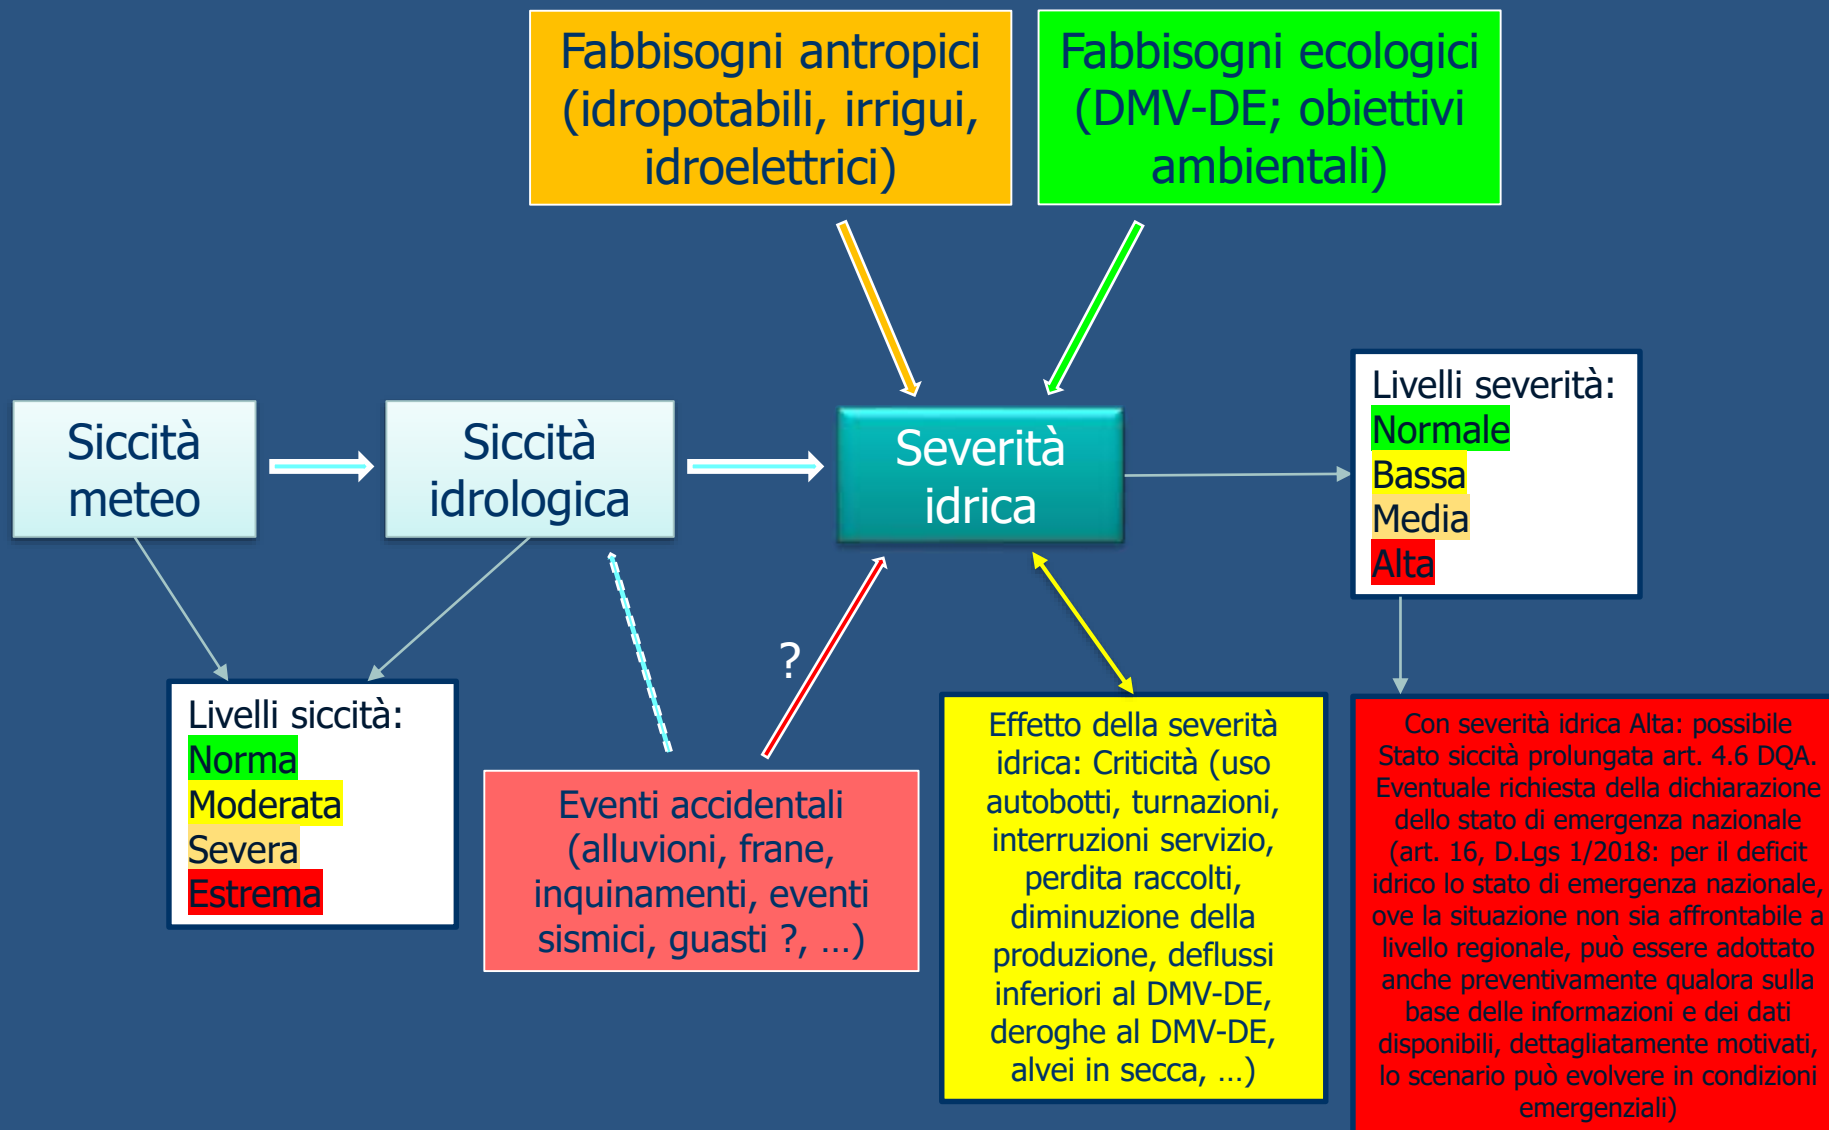 Fabbisogni antropici
(idropotabili, irrigui,
idroelettrici)
Fabbisogni ecologici
(DMV-DE; obiettivi
ambientali)
Siccità
meteo
Siccità
idrologica
Severità
idrica
Livelli severità:
Normale
Bassa
Media
Alta
?
Livelli siccità:
Norma
Moderata
Severa
Estrema
Eventi accidentali
(alluvioni, frane,
inquinamenti, eventi
sismici, guasti ?, …)
Effetto della severità
idrica: Criticità (uso
autobotti, turnazioni,
interruzioni servizio,
perdita raccolti,
diminuzione della
produzione, deflussi
inferiori al DMV-DE,
deroghe al DMV-DE,
alvei in secca, …)
Con severità idrica Alta: possibile
Stato siccità prolungata art. 4.6 DQA.
Eventuale richiesta della dichiarazione
dello stato di emergenza nazionale
(art. 16, D.Lgs 1/2018: per il deficit
idrico lo stato di emergenza nazionale,
ove la situazione non sia affrontabile a
livello regionale, può essere adottato
anche preventivamente qualora sulla
base delle informazioni e dei dati
disponibili, dettagliatamente motivati,
lo scenario può evolvere in condizioni
emergenziali)